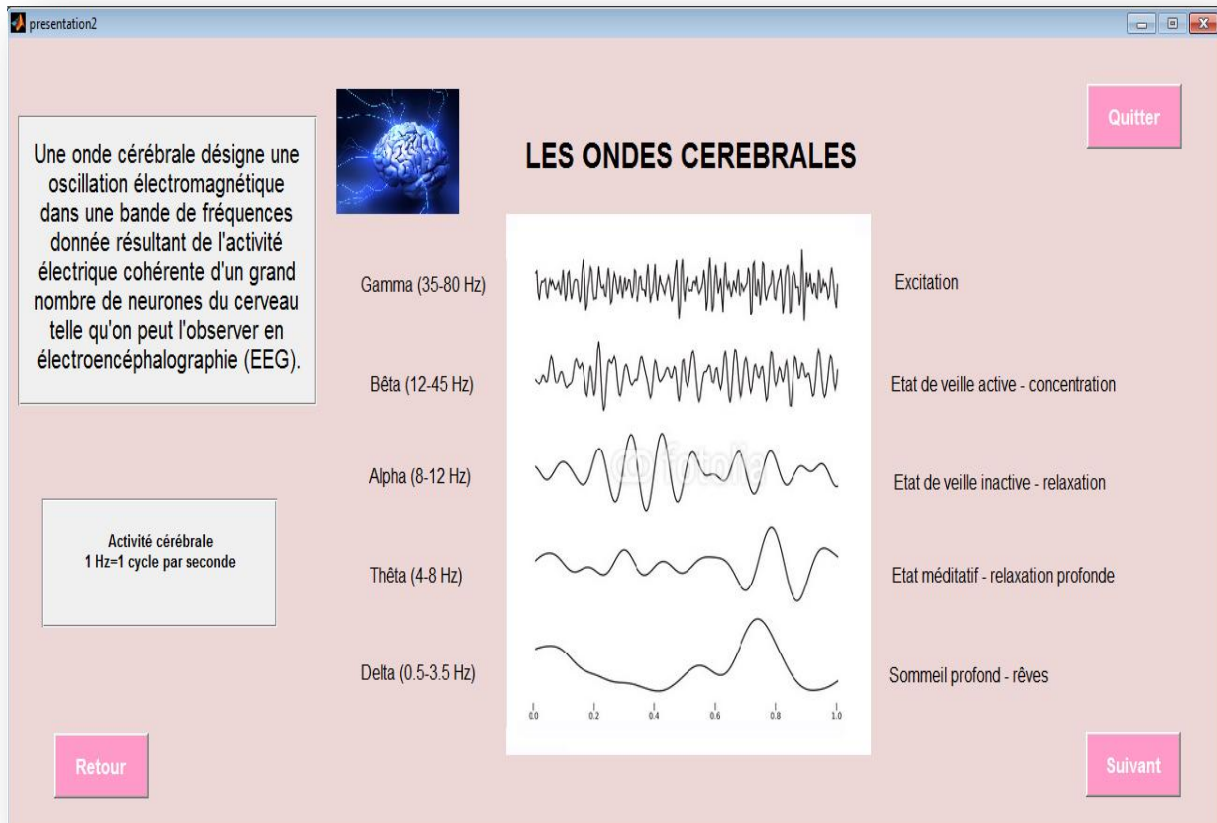 presentation2
Quitter
LES ONDES CEREBRALES
Une onde cérébrale désigne une
oscillation électromagnétique
dans une bande de fréquences
donnée résultant de l'activité
électrique cohérente d'un grand
nombre de neurones du cerveau
telle qu'on peut l'observer en
électroencéphalographie (EEG).
Activité cérébrale
1 Hz=1 cycle par seconde
Gamma (35-80 Hz)
Excitation
Bêta (12-45 Hz)
Etat de veille active - concentration
Alpha (8-12 Hz)
fotolia
Etat de veille inactive - relaxation
Thêta (4-8 Hz)
Etat méditatif - relaxation profonde
Delta (0.5-3.5 Hz)
Sommeil profond - rêves
0.0 0.2 0.4 0.6 0.8 1.0
Retour
Suivant